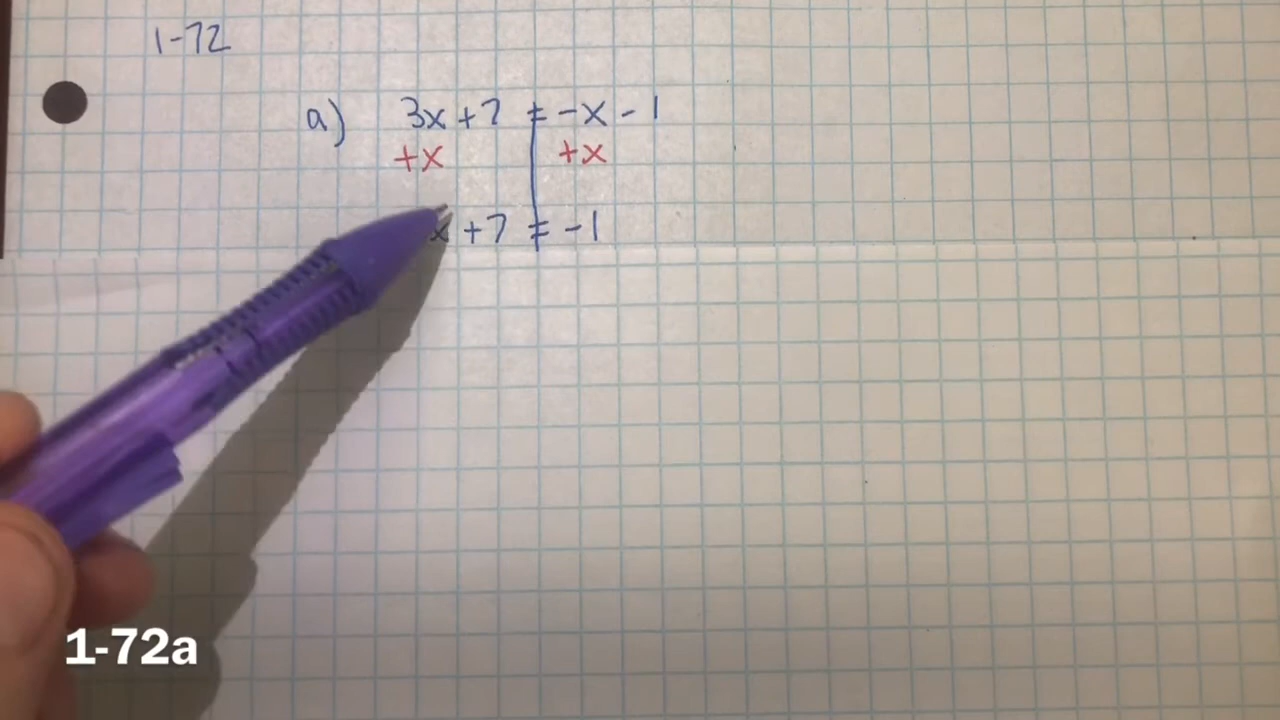 1-72
a) 3x + 7 = -x - 1
+x +x
x + 7 = -1
1-72a